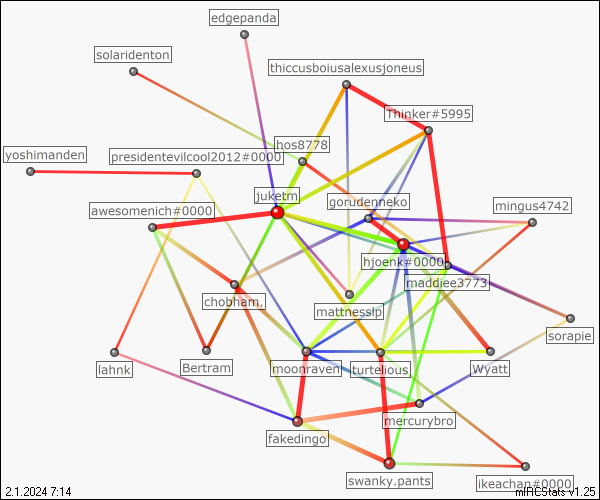 edgepanda
solaridenton
thiccusboiusalexusjoneus
Thinker#5995
hos8778
yoshimanden
presidentevilcool2012#0000
juketm
gorudenneko
mingus4742
awesomenich#0000
hjoenk#0000
maddiee3773
chobham.
mattnesslp
sorapie
lahnk
Bertram
moonraven
turtelious
Wyatt
mercurybro
fakedingo
swanky.pants
ikeachan#0000
2.1.2024 7:14
mIRCStats v1.25